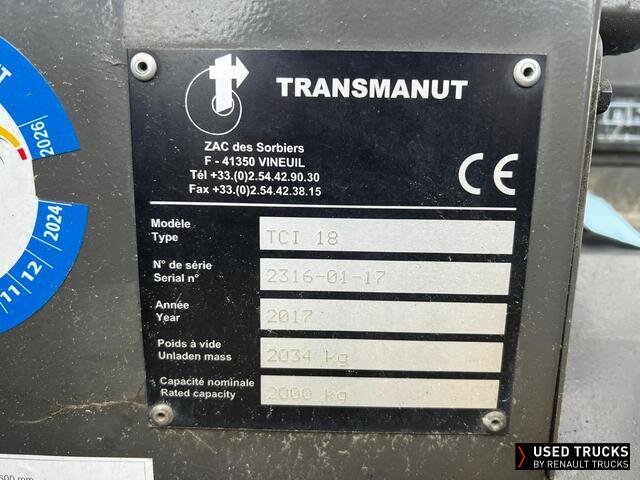 TRANSMANUT
ZAC des Sorbiers
F - 41350 VINEUIL
Tél +33.(0)2.54.42.90.30
Fax +33.(0)2.54.42.38.15
CE
Modèle
Type
TCI 18
N° de série
Serial n°
2316-01-17
Année
Year
2017
Poids à vide
Unladen mass
2034 kg
Capacité nominale
Rated capacity
2000 kg
2026
2024
11 12
600 mm
USED TRUCKS
BY RENAULT TRUCKS